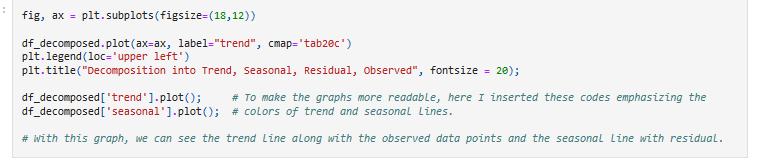 fig, ax = plt.subplots(figsize=(18,12))
df_decomposed.plot(ax=ax, label="trend", cmap='tab20c')
plt.legend(loc='upper left')
plt.title("Decomposition into Trend, Seasonal, Residual, Observed", fontsize = 20);
df_decomposed['trend'].plot();     # To make the graphs more readable, here I inserted these codes emphasizing the
df_decomposed['seasonal'].plot();  # colors of trend and seasonal lines.
# With this graph, we can see the trend line along with the observed data points and the seasonal line with residual.